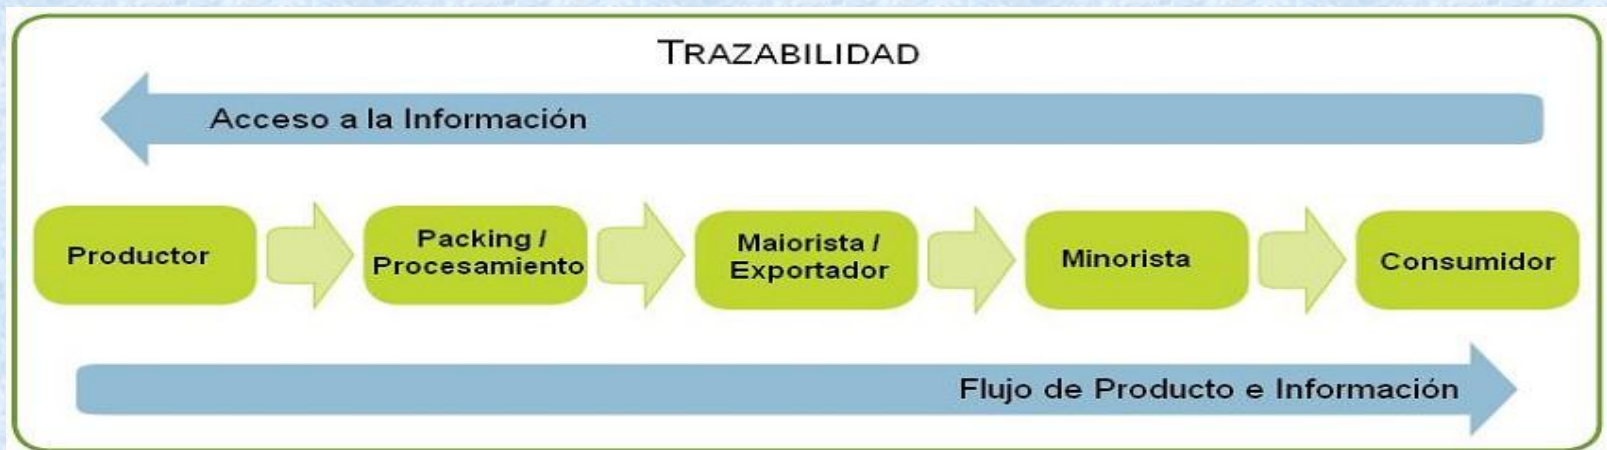 TRAZABILIDAD
Acceso a la Información
Productor
Packing /
Procesamiento
Maiorista /
Exportador
Minorista
Consumidor
Flujo de Producto e Información